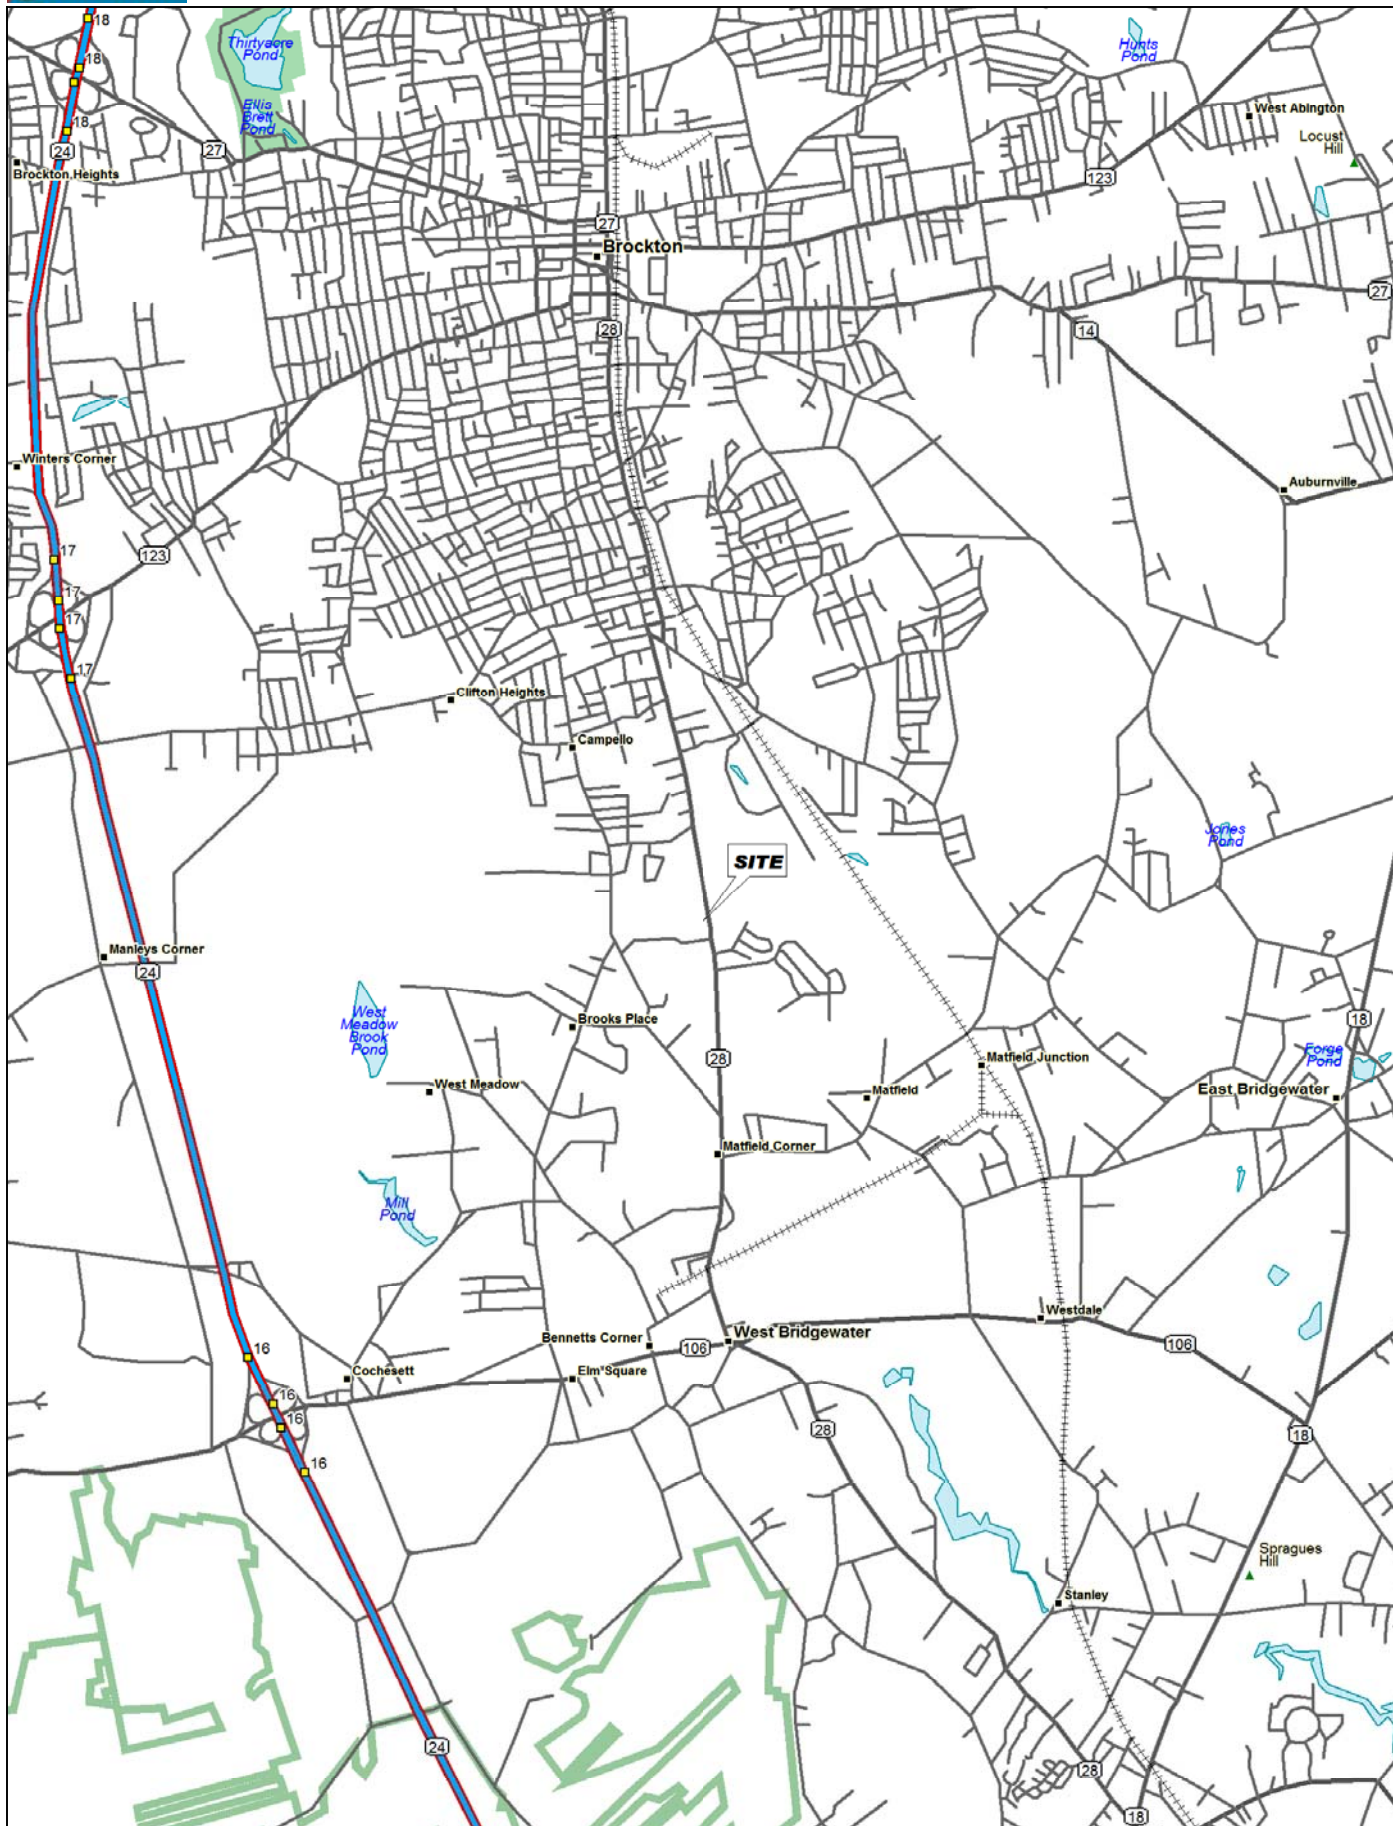 18
Thirtyacre
Pond
Hunts
Pond
18
Ellis
Brett
Pond
West Abington
18
Locust
Hill
24
27
Brockton Heights
123
27
Brockton
27
28
14
Winters Corner
Auburnville
123
17
17
17
17
Clifton Heights
Campello
Jones
Pond
SITE
Manleys Corner
24
West
Meadow
Brook
Pond
Brooks Place
18
28
Matfield Junction
Forge
Pond
West Meadow
Matfield
East Bridgewater
Matfield Corner
Mill
Pond
Westdale
Bennetts Corner
West Bridgewater
106
106
16
Cochesett
Elm Square
16
16
28
18
16
Spragues
Hill
Stanley
24
28
18